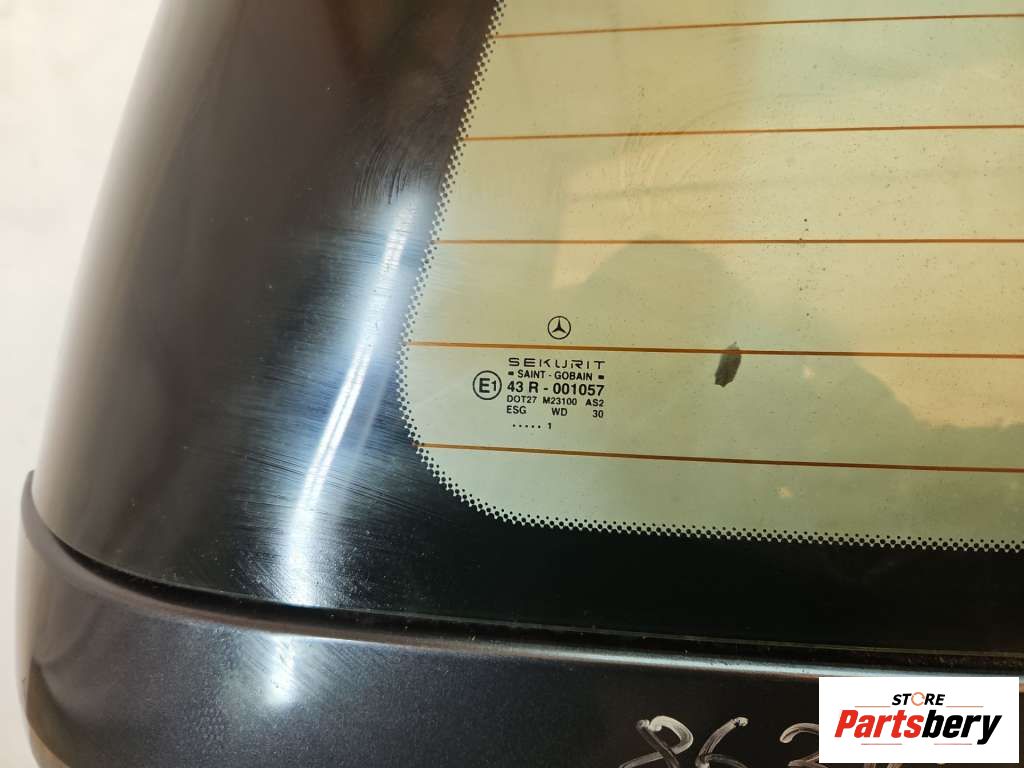 SEKURIT
SAINT - GOBAIN
E1 43 R - 001057
DOT27 M23100 AS2
ESG WD 30
..... 1
STORE
Partsbery